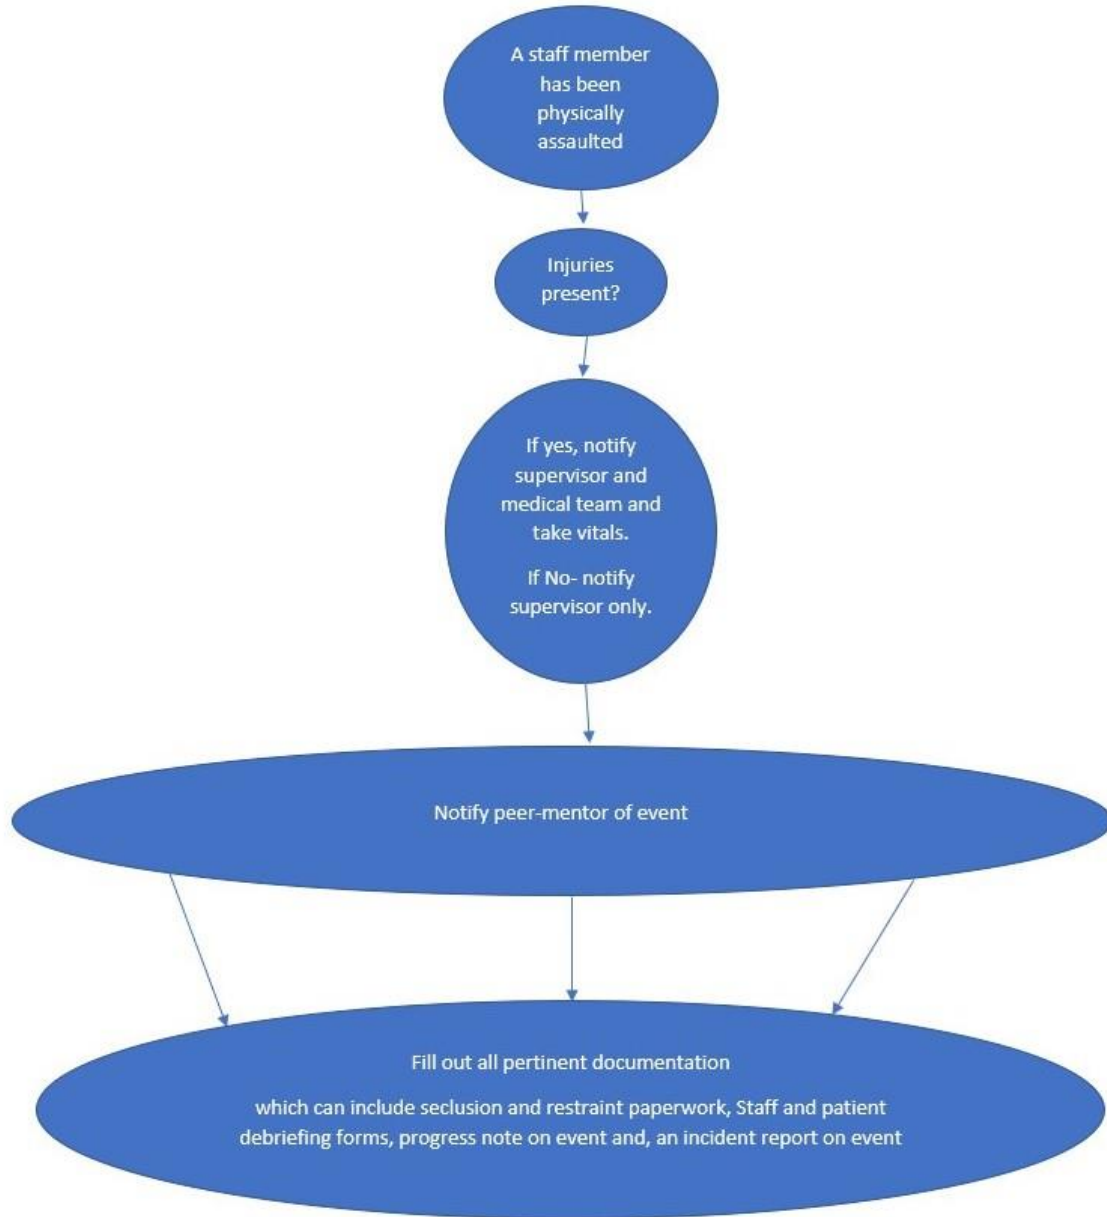 A staff member
has been
physically
assaulted
Injuries
present?
If yes, notify
supervisor and
medical team and
take vitals.
If No- notify
supervisor only.
Notify peer-mentor of event
Fill out all pertinent documentation
which can include seclusion and restraint paperwork, Staff and patient
debriefing forms, progress note on event and, an incident report on event